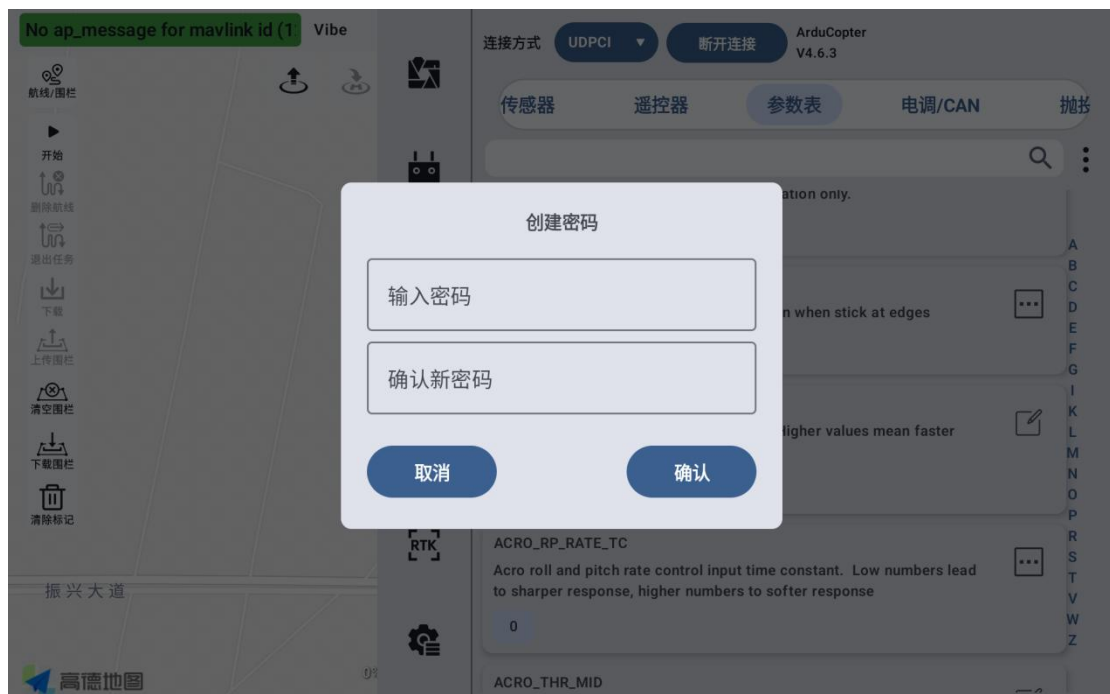 No ap_message for mavlink id (1
Vibe
航线/围栏
开始
删除航线
退出任务
下载
上传围栏
清空围栏
下载围栏
清除标记
振兴大道
高德地图
RTK
连接方式
UDPCI
断开连接
ArduCopter
V4.6.3
传感器
遥控器
参数表
电调/CAN
ation only.
n when stick at edges
Higher values mean faster
ACRO_RP_RATE_TC
Acro roll and pitch rate control input time constant. Low numbers lead
to sharper response, higher numbers to softer response
0
ACRO_THR_MID
A
B
C
D
E
F
G
I
K
L
M
N
O
P
R
S
T
V
W
Z
创建密码
输入密码
确认新密码
取消
确认